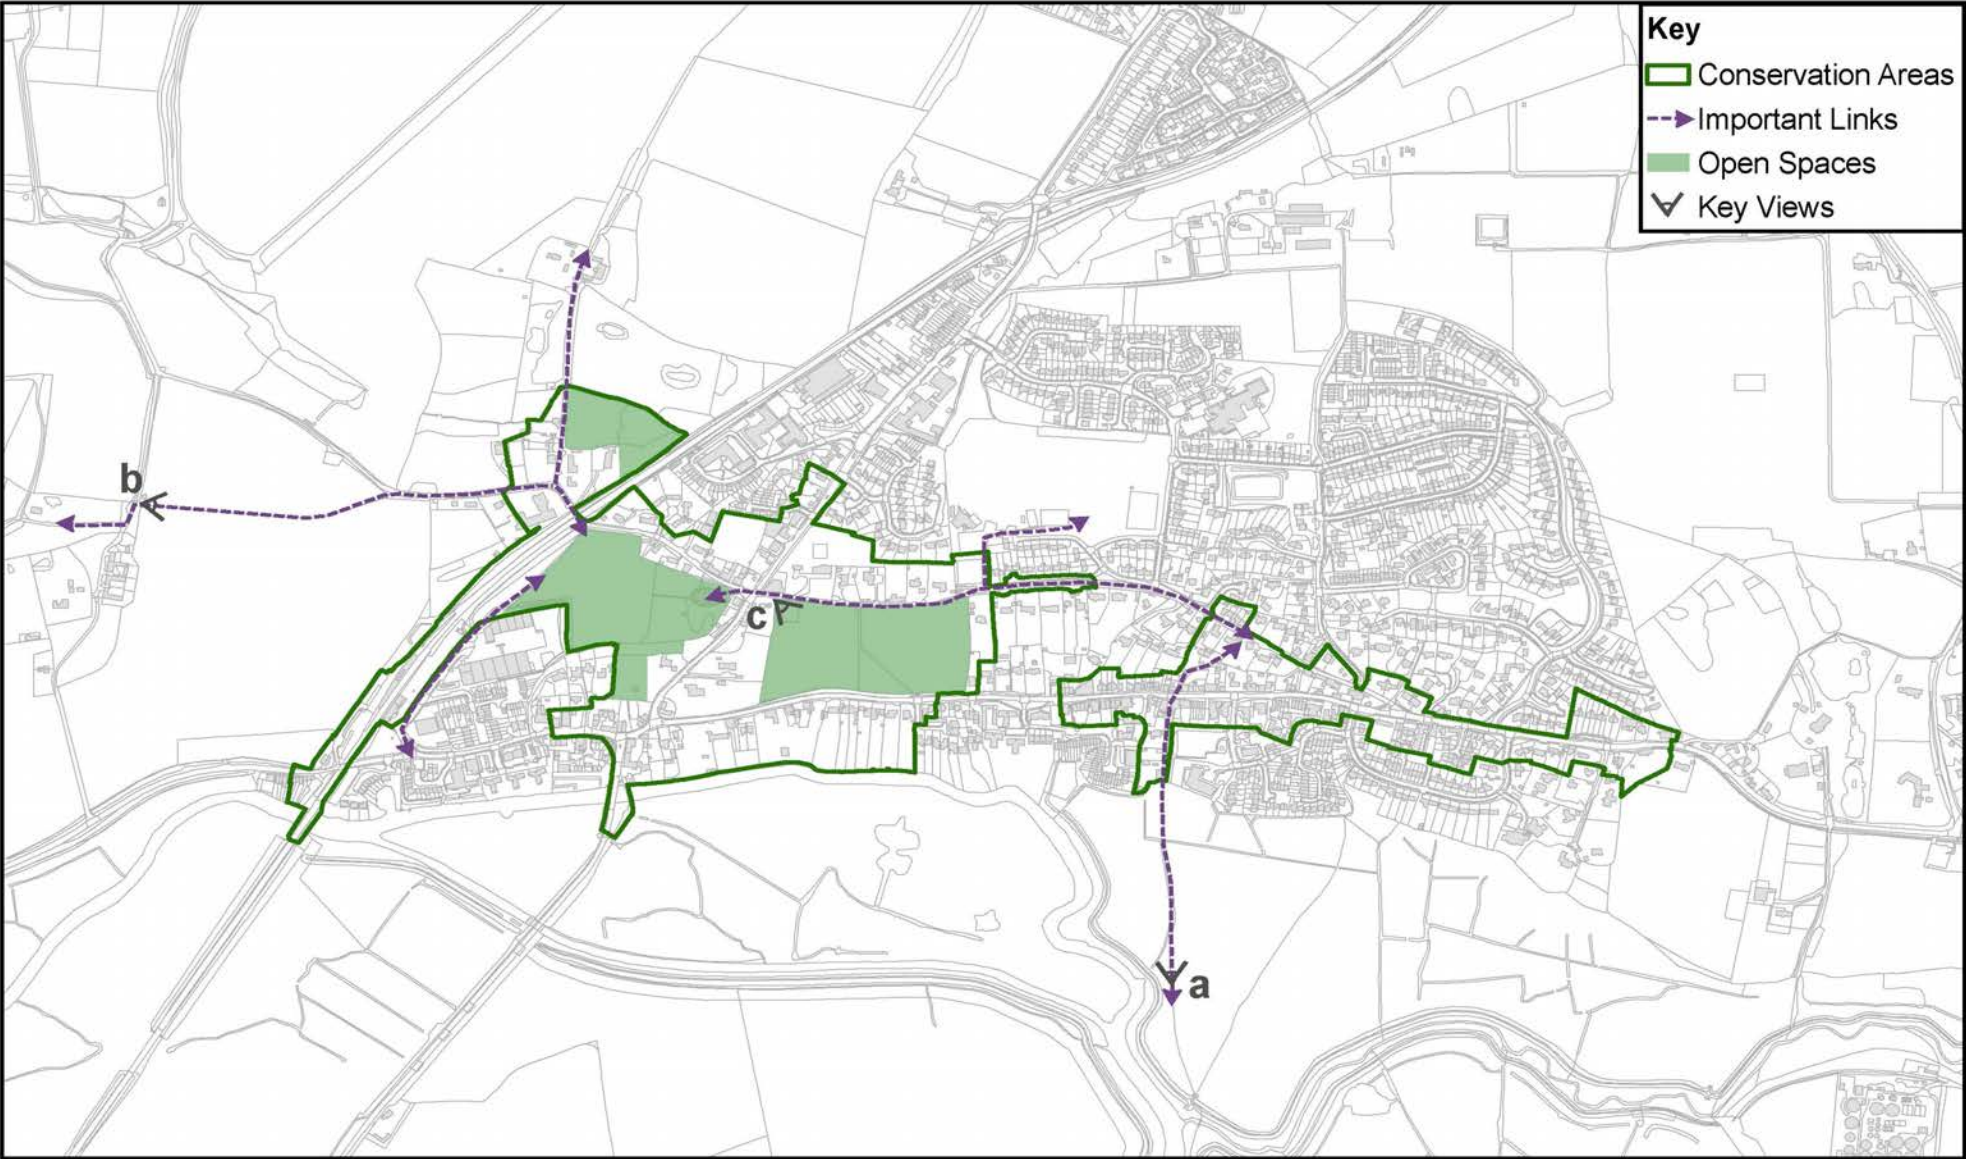 Key
Conservation Areas
Important Links
Open Spaces
Key Views
b
c
a